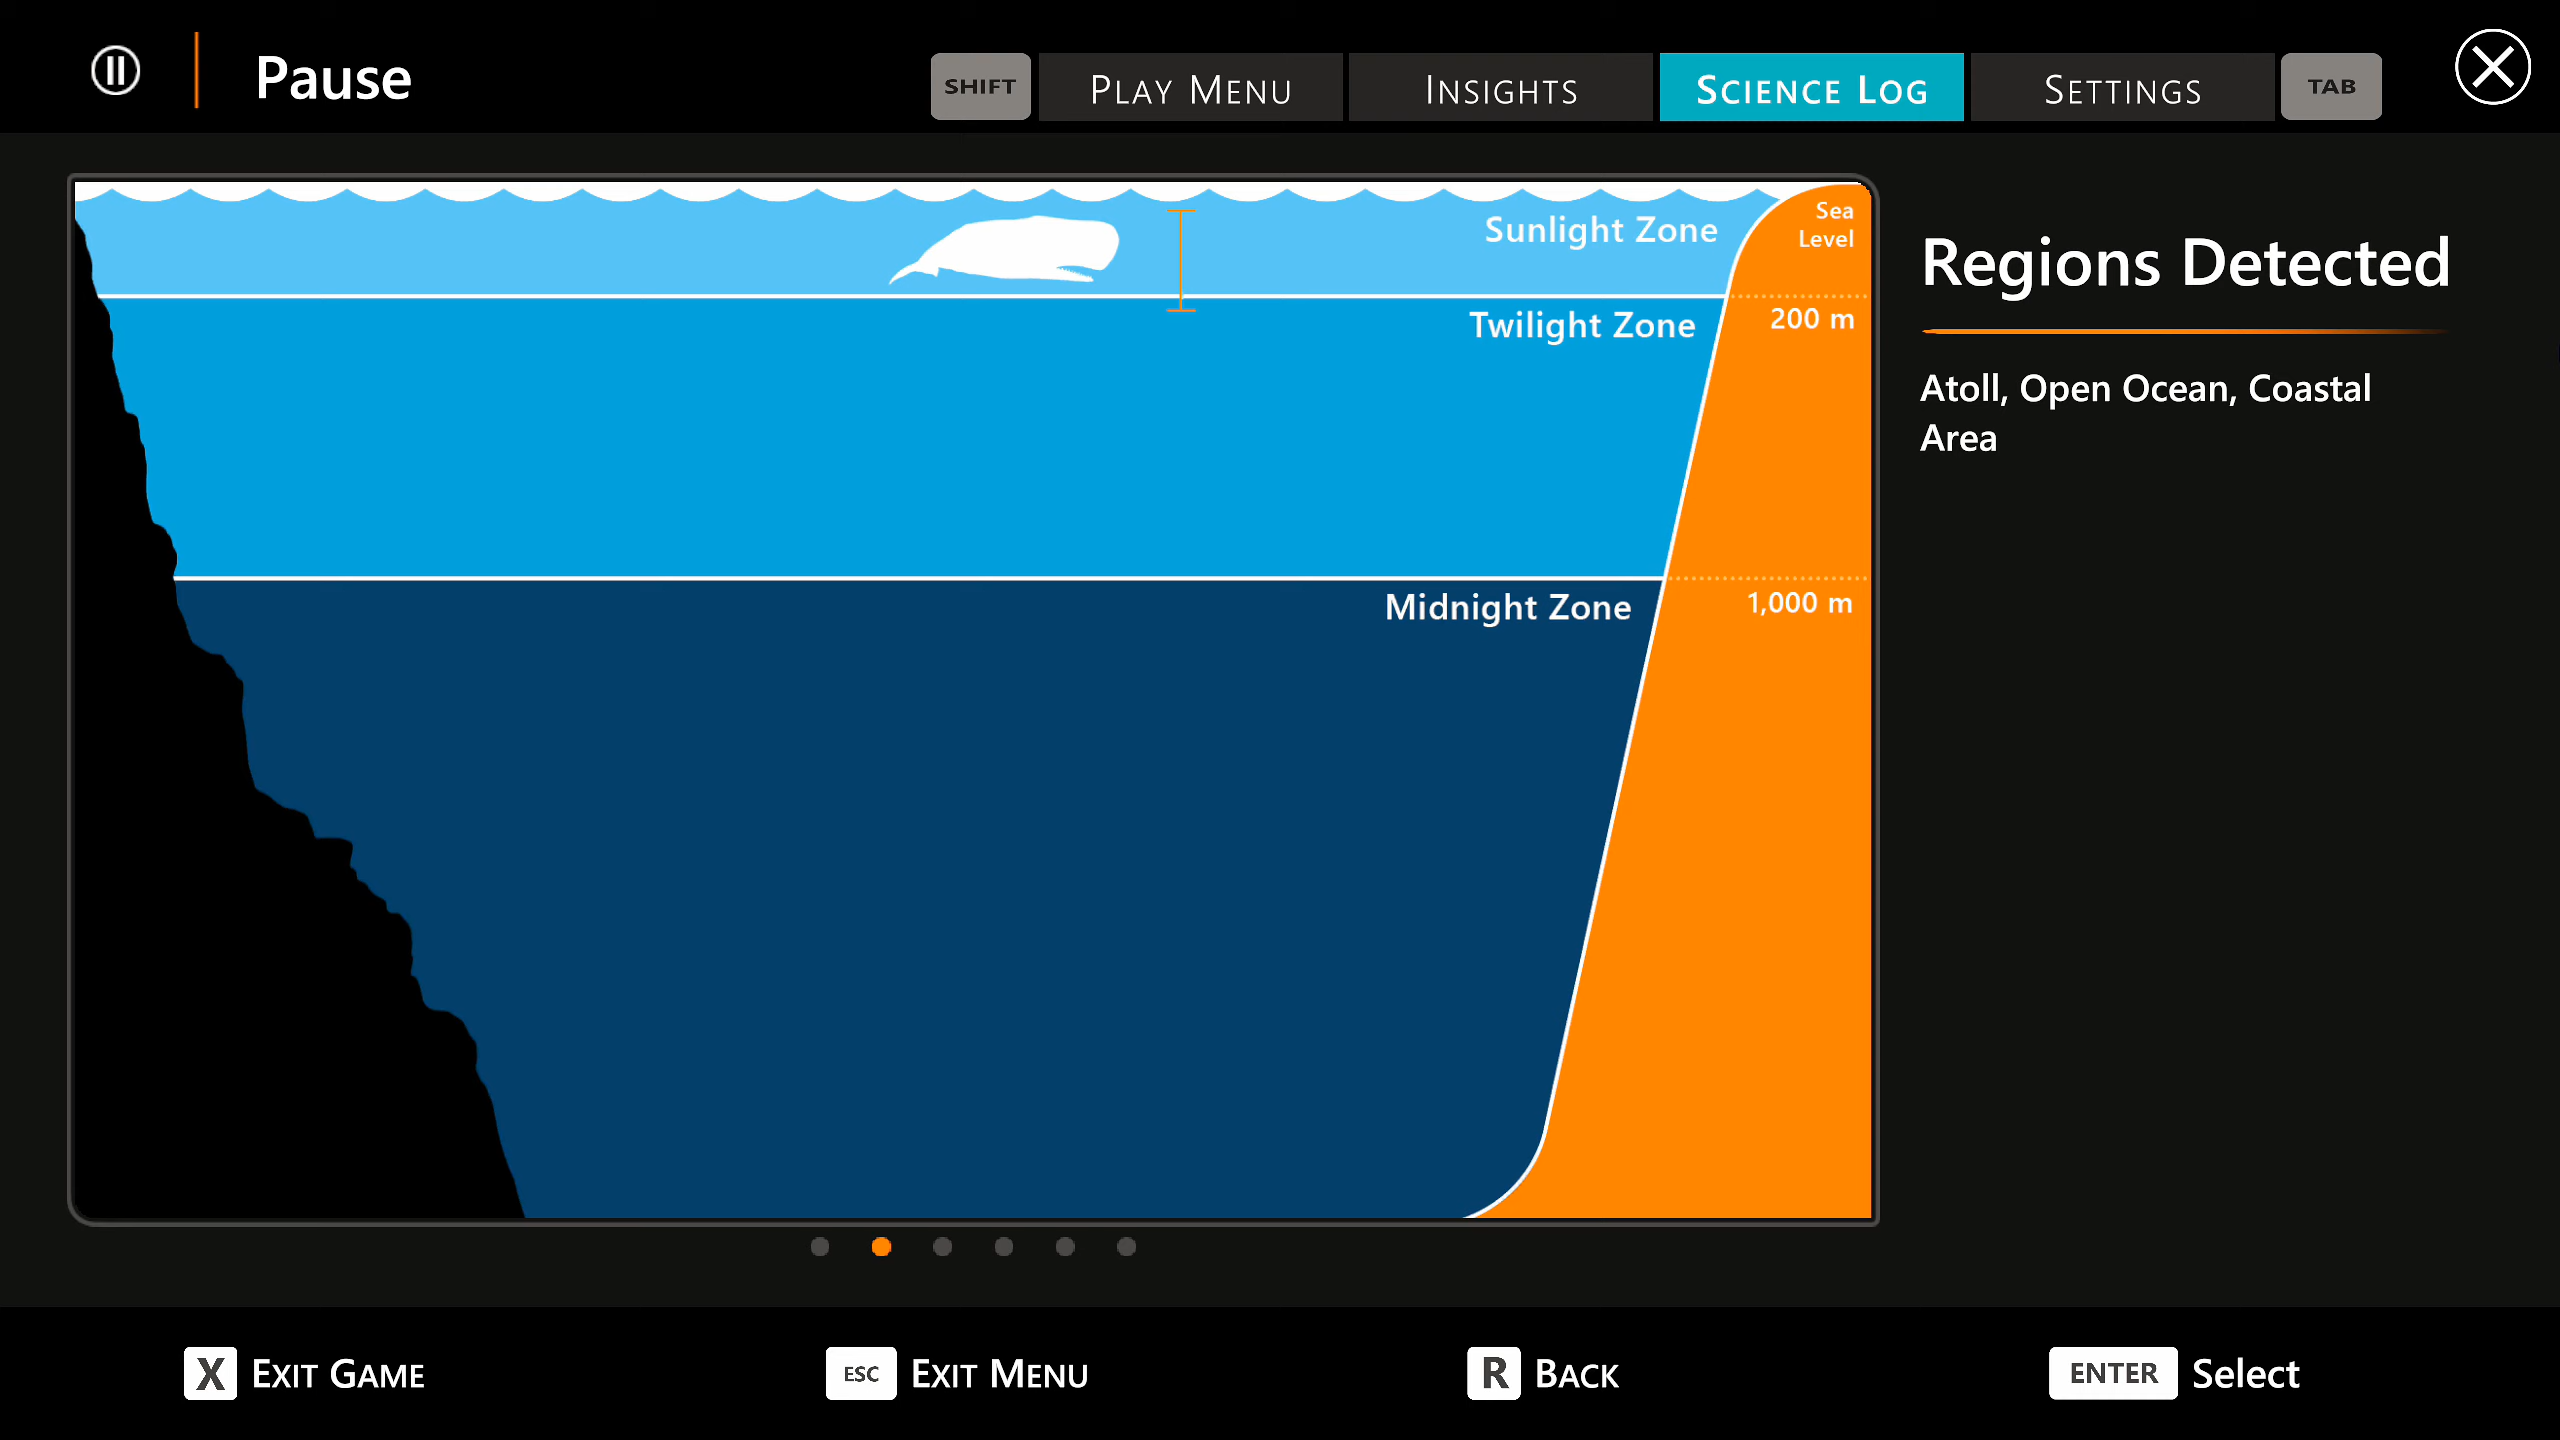 Pause
SHIFT
PLAY MENU
INSIGHTS
SCIENCE LOG
SETTINGS
TAB
Sunlight Zone
Sea
Level
Twilight Zone
200 m
Midnight Zone
1,000 m
Regions Detected
Atoll, Open Ocean, Coastal
Area
X EXIT GAME
ESC EXIT MENU
R BACK
ENTER Select